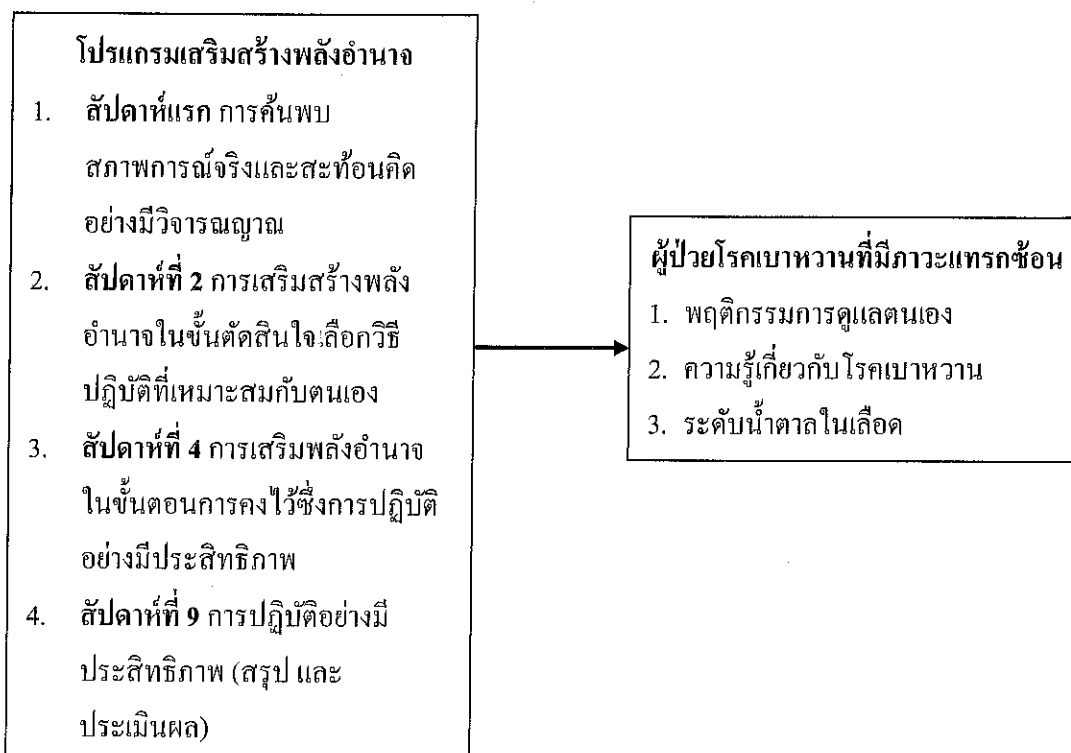 โปรแกรมเสริมสร้างพลังอำนาจ
1. สัปดาห์แรก การค้นพบ
สภาพการณ์จริงและสะท้อนคิด
อย่างมีวิจารณญาณ
2. สัปดาห์ที่ 2 การเสริมสร้างพลัง
อำนาจในขั้นตัดสินใจเลือกวิธี
ปฏิบัติที่เหมาะสมกับตนเอง
3. สัปดาห์ที่ 4 การเสริมพลังอำนาจ
ในขั้นตอนการคงไว้ซึ่งการปฏิบัติ
อย่างมีประสิทธิภาพ
4. สัปดาห์ที่ 9 การปฏิบัติอย่างมี
ประสิทธิภาพ (สรุป และ
ประเมินผล)
ผู้ป่วยโรคเบาหวานที่มีภาวะแทรกซ้อน
1. พฤติกรรมการดูแลตนเอง
2. ความรู้เกี่ยวกับโรคเบาหวาน
3. ระดับน้ำตาลในเลือด